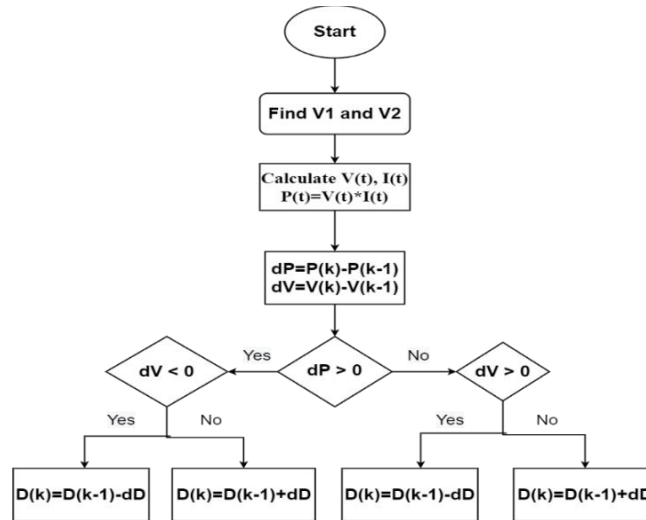 Start
Find V1 and V2
Calculate V(t), I(t)
P(t)=V(t)*I(t)
dP=P(k)-P(k-1)
dV=V(k)-V(k-1)
Yes
No
dV < 0
dP > 0
dV > 0
Yes
No
Yes
No
D(k)=D(k-1)-dD
D(k)=D(k-1)+dD
D(k)=D(k-1)-dD
D(k)=D(k-1)+dD